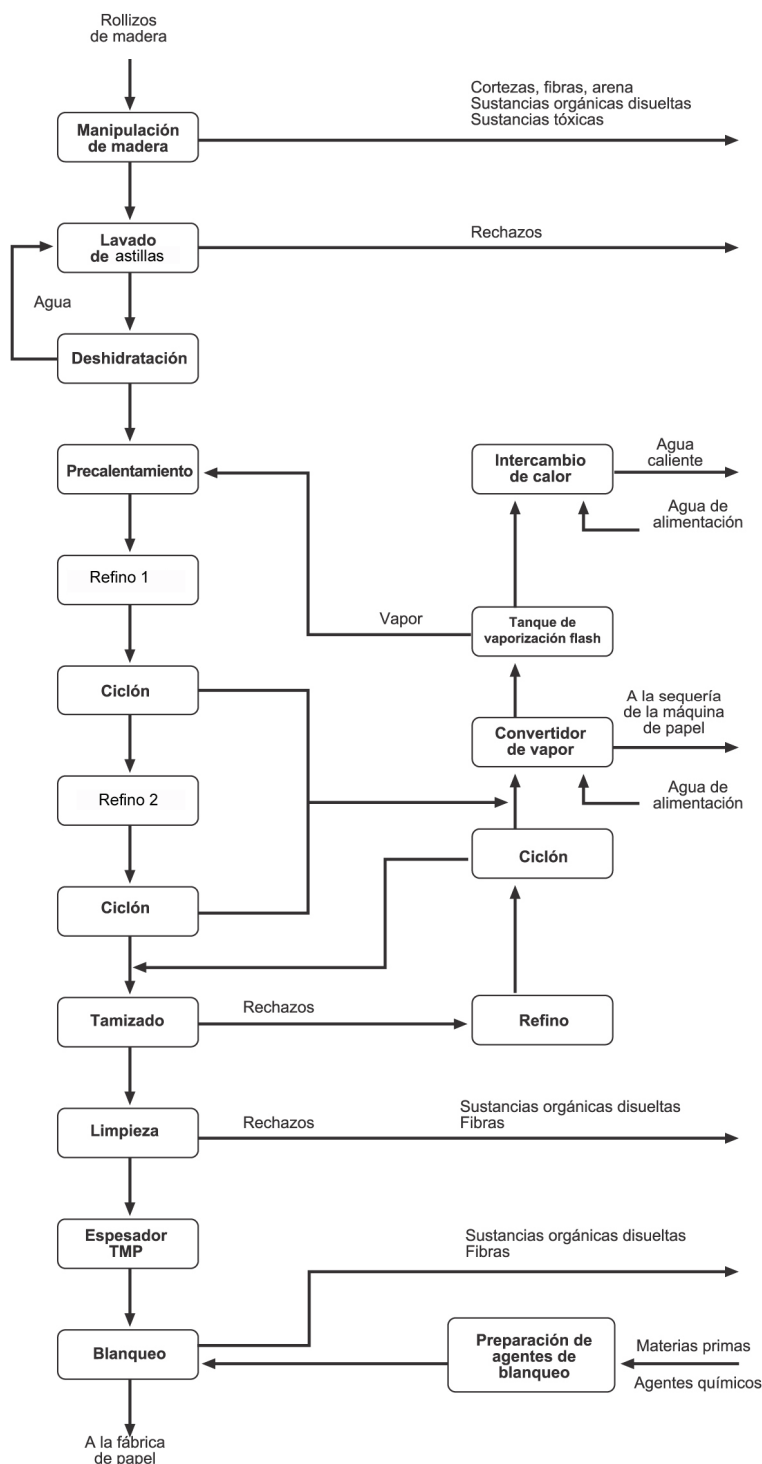 Rollizos
de madera
Cortezas, fibras, arena
Sustancias orgánicas disueltas
Sustancias tóxicas
Manipulación
de madera
Lavado
de astillas
Rechazos
Agua
Deshidratación
Precalentamiento
Intercambio
de calor
Agua
caliente
Agua de
alimentación
Refino 1
Vapor
Tanque de
vaporización flash
Ciclón
A la sequería
de la máquina
de papel
Convertidor
de vapor
Refino 2
Agua de
alimentación
Ciclón
Ciclón
Tamizado
Rechazos
Refino
Limpieza
Rechazos
Sustancias orgánicas disueltas
Fibras
Espesador
TMP
Sustancias orgánicas disueltas
Fibras
Blanqueo
Preparación de
agentes de
blanqueo
Materias primas
Agentes químicos
A la fábrica
de papel